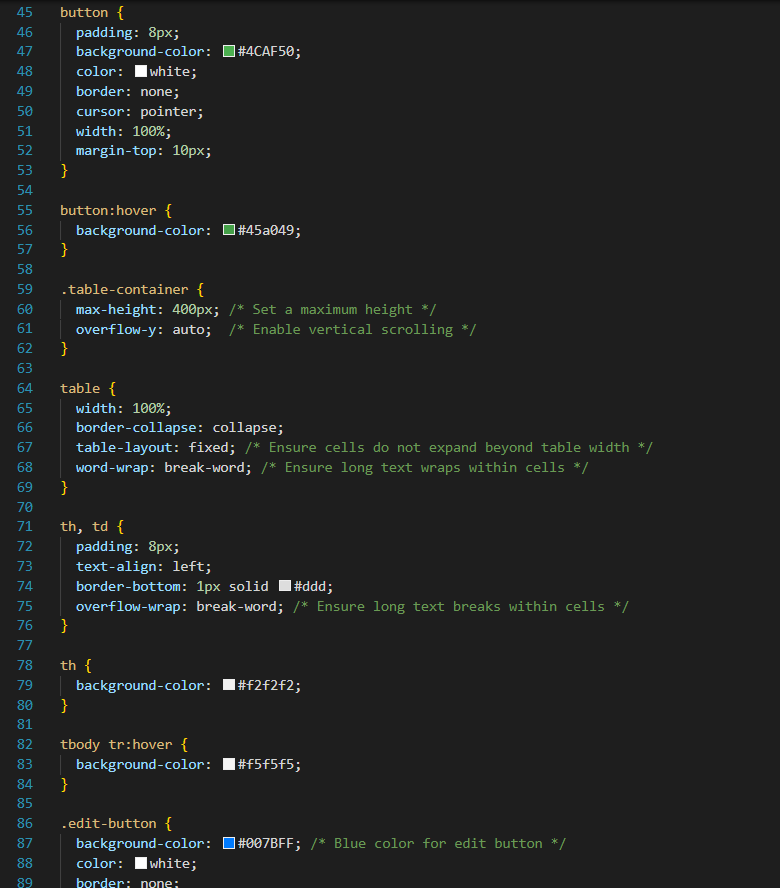 45 button {
46 padding: 8px;
47 background-color: #4CAF50;
48 color: white;
49 border: none;
50 cursor: pointer;
51 width: 100%;
52 margin-top: 10px;
53 }
54
55 button:hover {
56 background-color: #45a049;
57 }
58
59 .table-container {
60 max-height: 400px; /* Set a maximum height */
61 overflow-y: auto;  /* Enable vertical scrolling */
62 }
63
64 table {
65 width: 100%;
66 border-collapse: collapse;
67 table-layout: fixed; /* Ensure cells do not expand beyond table width */
68 word-wrap: break-word; /* Ensure long text wraps within cells */
69 }
70
71 th, td {
72 padding: 8px;
73 text-align: left;
74 border-bottom: 1px solid #ddd;
75 overflow-wrap: break-word; /* Ensure long text breaks within cells */
76 }
77
78 th {
79 background-color: #f2f2f2;
80 }
81
82 tbody tr:hover {
83 background-color: #f5f5f5;
84 }
85
86 .edit-button {
87 background-color: #007BFF; /* Blue color for edit button */
88 color: white;
89 border: none;